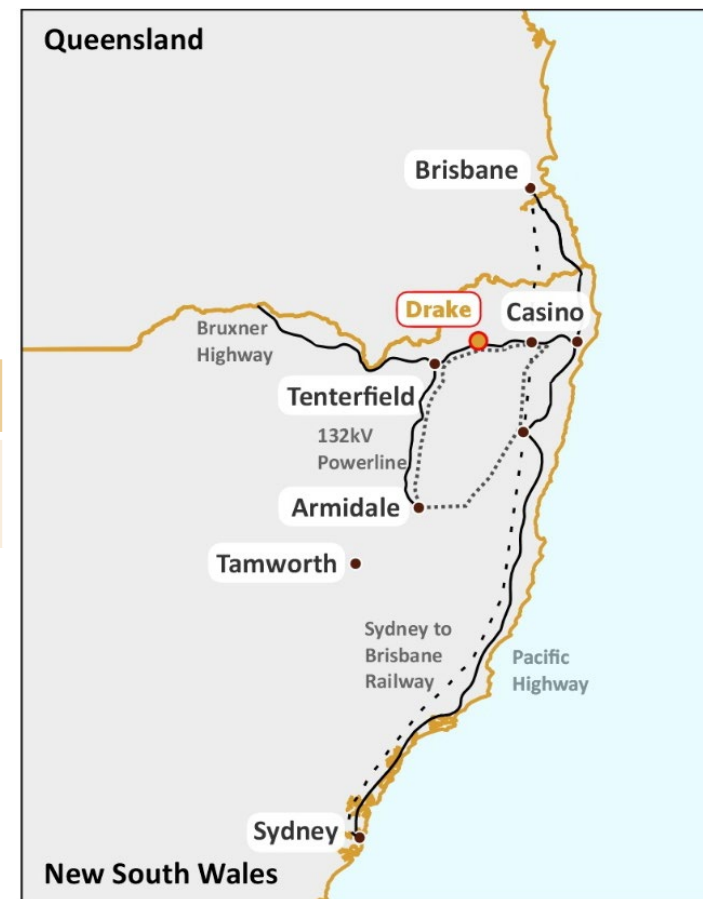 Queensland
Brisbane
Drake
Casino
Bruxner
Highway
Tenterfield
132kV
Powerline
Armidale
Tamworth
Sydney to
Brisbane
Railway
Pacific
Highway
Sydney
New South Wales